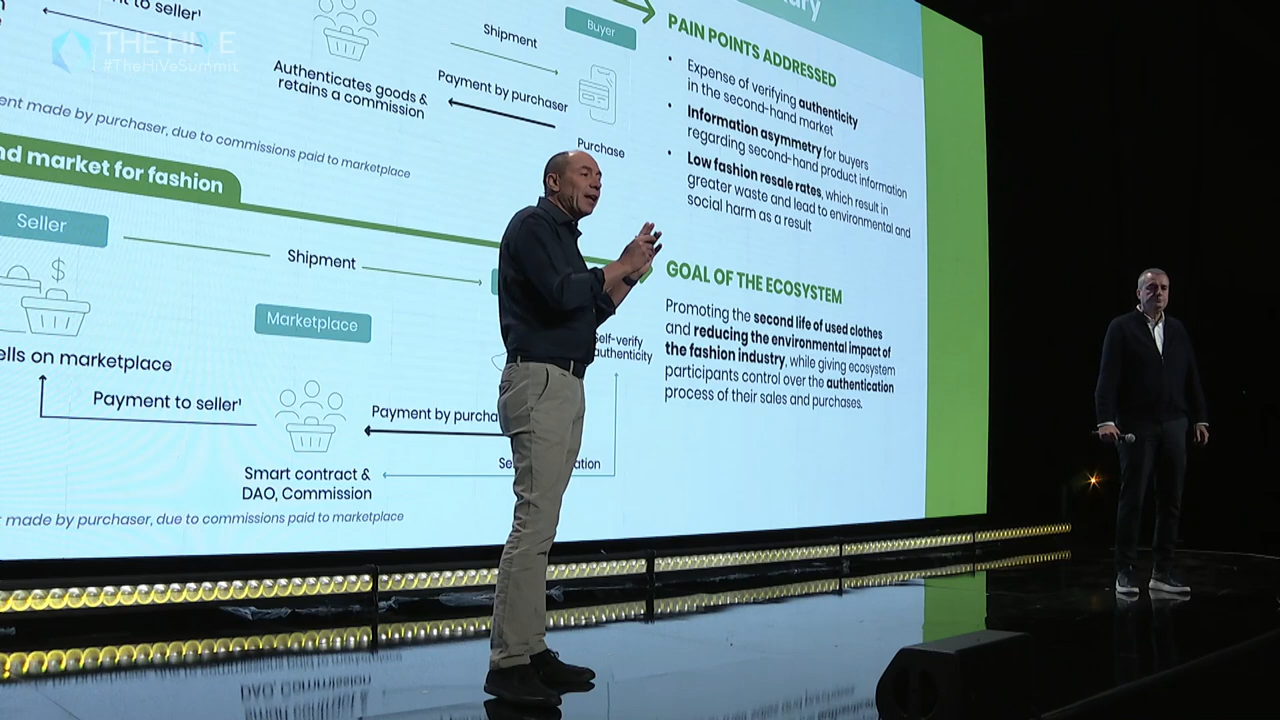 THE HiVE
#TheHiVeSummit
to seller¹
Authenticates goods &
retains a commission
Shipment
Payment by purchaser
Buyer
Purchase
made by purchaser, due to commissions paid to marketplace
market for fashion
Seller
Shipment
Marketplace
marketplace
Payment to seller¹
Payment by
Smart contract &
DAO, Commission
Self-verify
authenticity
made by purchaser, due to commissions paid to marketplace
PAIN POINTS ADDRESSED
• Expense of verifying authenticity
in the second-hand market
• Information asymmetry for buyers
regarding second-hand product information
• Low fashion resale rates, which result in
greater waste and lead to environmental and
social harm as a result
GOAL OF THE ECOSYSTEM
Promoting the second life of used clothes
and reducing the environmental impact of
the fashion industry, while giving ecosystem
participants control over the authentication
process of their sales and purchases.